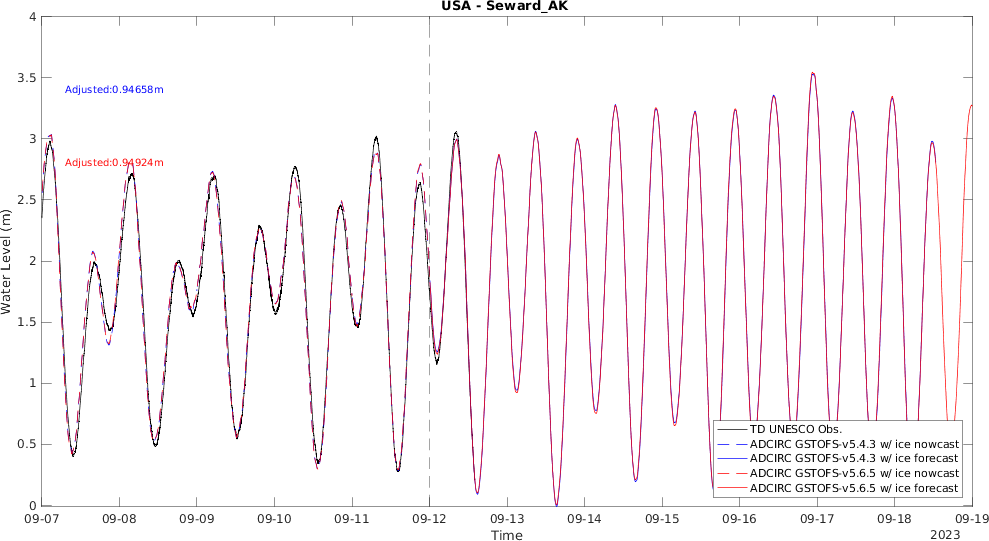 USA - Seward_AK
4
3.5
3
2.5
2
1.5
1
0.5
0
Water Level (m)
Adjusted:0.94658m
Adjusted:0.94924m
TD UNESCO Obs.
ADCIRC GSTOFS-v5.4.3 w/ ice nowcast
ADCIRC GSTOFS-v5.4.3 w/ ice forecast
ADCIRC GSTOFS-v5.6.5 w/ ice nowcast
ADCIRC GSTOFS-v5.6.5 w/ ice forecast
09-07 09-08 09-09 09-10 09-11 09-12 09-13 09-14 09-15 09-16 09-17 09-18 09-19
Time
2023